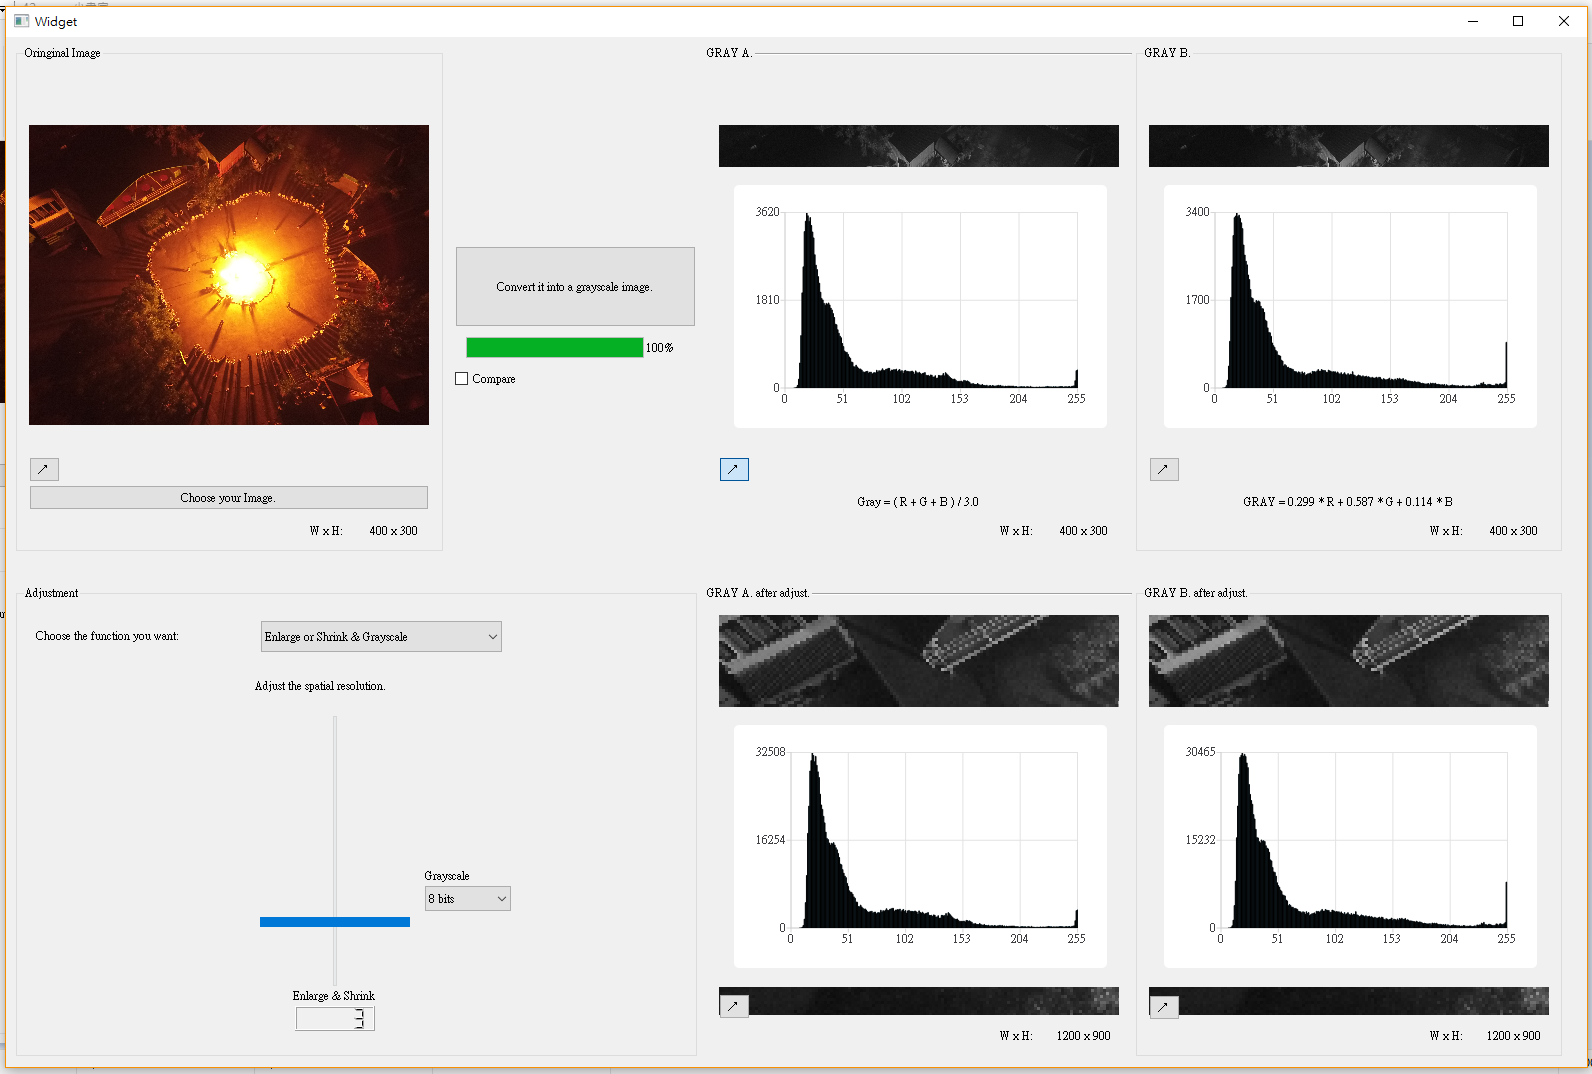 Widget
Oringinal Image
Choose your Image.
W x H: 400 x 300
Convert it into a grayscale image.
100%
Compare
GRAY A.
3620
1810
0
0 51 102 153 204 255
Gray = ( R + G + B ) / 3.0
W x H: 400 x 300
GRAY B.
3400
1700
0
0 51 102 153 204 255
GRAY = 0.299 * R + 0.587 * G + 0.114 * B
W x H: 400 x 300
Adjustment
Choose the function you want:
Enlarge or Shrink & Grayscale
Adjust the spatial resolution.
Grayscale
8 bits
Enlarge & Shrink
3
GRAY A. after adjust.
32508
16254
0
0 51 102 153 204 255
W x H: 1200 x 900
GRAY B. after adjust.
30465
15232
0
0 51 102 153 204 255
W x H: 1200 x 900